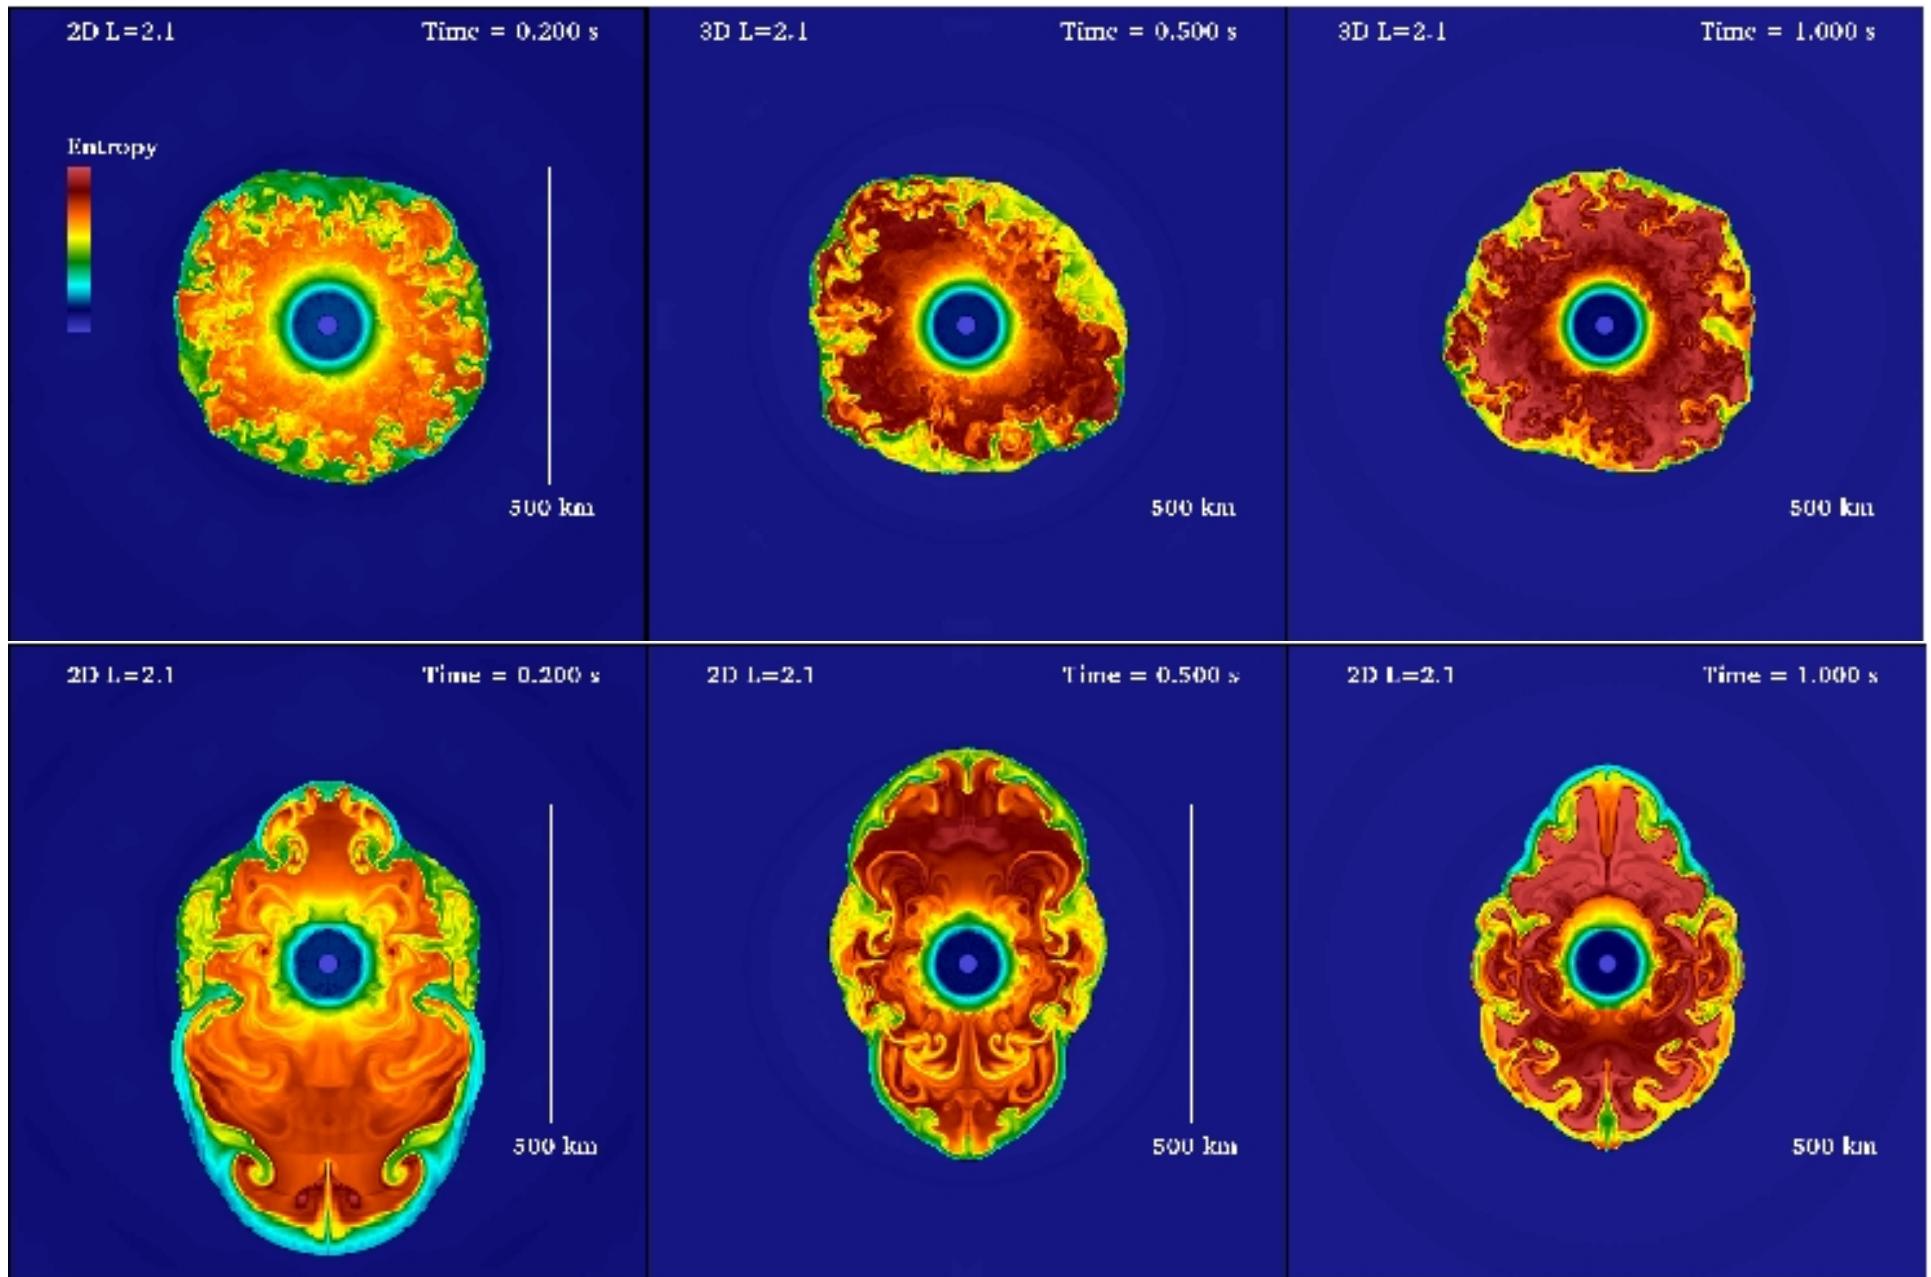 2D L=2.1 Time = 0.200 s
3D L=2.1 Time = 0.500 s
3D L=2.1 Time = 1.000 s
Entropy
500 km
500 km
500 km
2D L=2.1 Time = 0.200 s
2D L=2.1 Time = 0.500 s
2D L=2.1 Time = 1.000 s
500 km
500 km
500 km